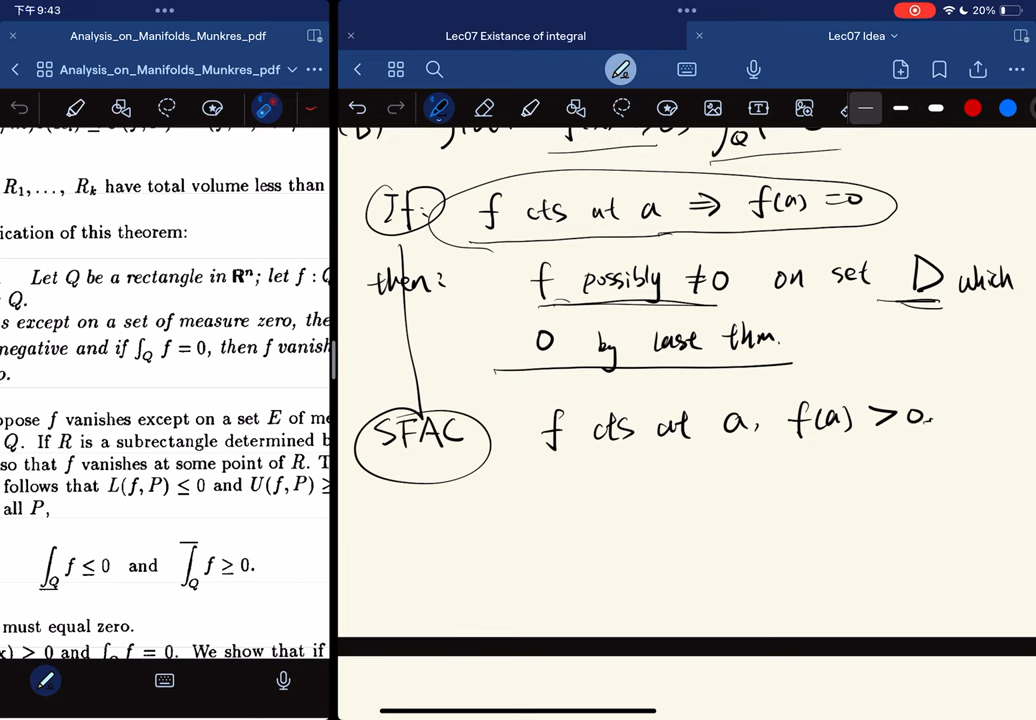 下午9:43
20%
Analysis_on_Manifolds_Munkres_pdf
Lec07 Existance of integral
Lec07 Idea
Analysis_on_Manifolds_Munkres_pdf
R1,..., Rk have total volume less than
ication of this theorem:
Let Q be a rectangle in Rⁿ; let f :
Q.
s except on a set of measure zero, the
negative and if ∫_Q f = 0, then f vanish
o.
pose f vanishes except on a set E of me
Q. If R is a subrectangle determined b
so that f vanishes at some point of R. T
follows that L(f, P) ≤ 0 and U(f, P) ≥
all P,
∫_Q f ≤ 0 and ∫_Q f ≥ 0.
must equal zero.
x) > 0 and ∫_Q f = 0. We show that if
If: f cts at a ⇒ f(a) = 0
then: f possibly ≠ 0 on set D which
0 by last thm.
SFAC f cts at a, f(a) > 0.